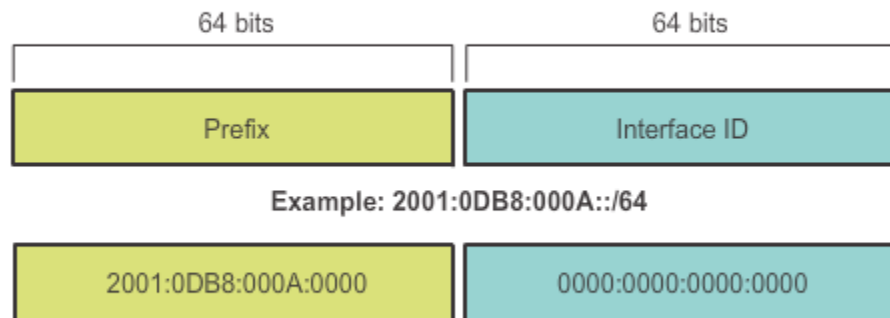 64 bits 64 bits
Prefix Interface ID
Example: 2001:0DB8:000A::/64
2001:0DB8:000A:0000 0000:0000:0000:0000